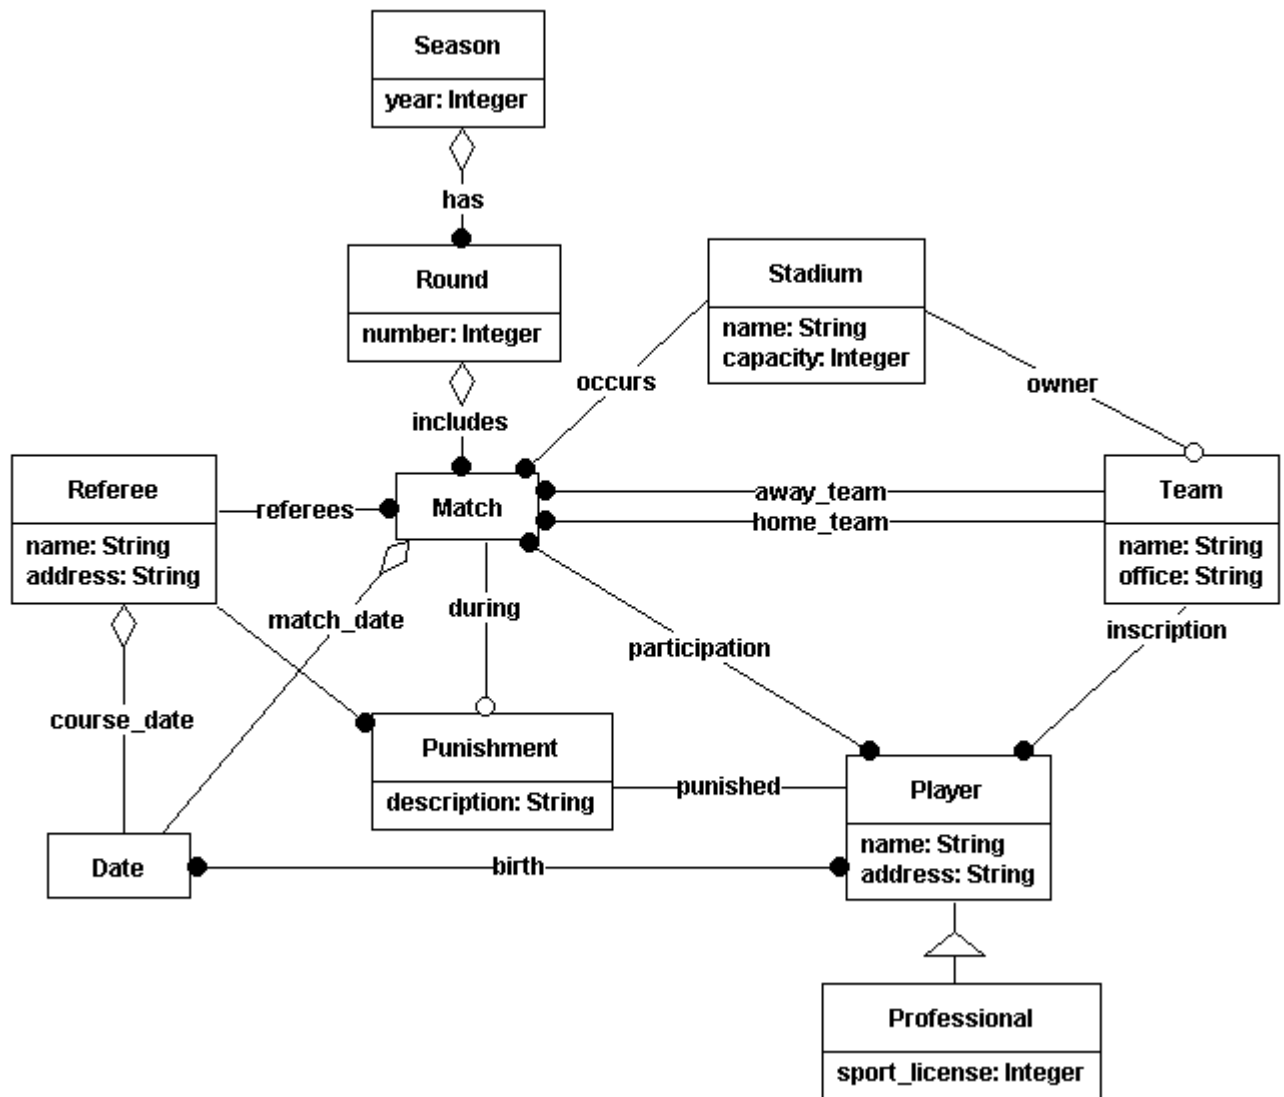 Season
year: Integer
has
Round
number: Integer
Stadium
name: String
capacity: Integer
occurs
owner
includes
Referee
name: String
address: String
referees
Match
away_team
home_team
Team
name: String
office: String
match_date
during
participation
inscription
course_date
Punishment
description: String
punished
Player
name: String
address: String
Date
birth
Professional
sport_license: Integer